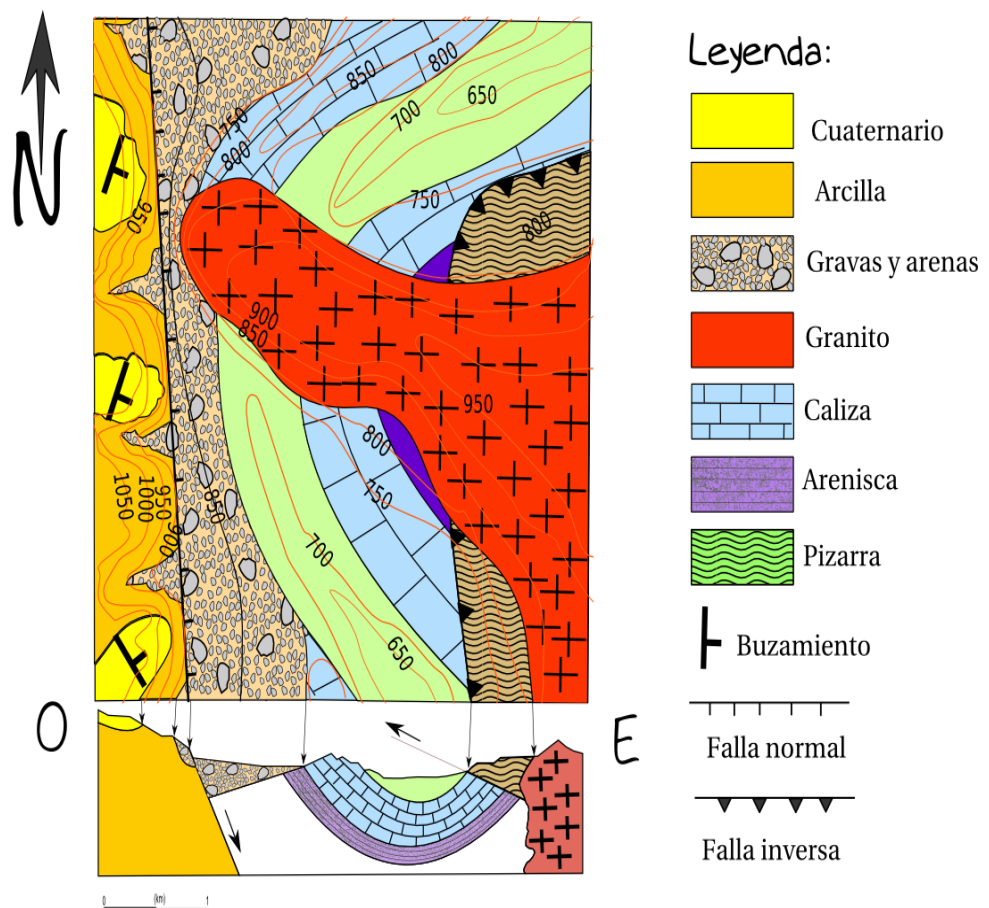 N
950
750
800
850
800
700
650
750
800
900
850
950
950
1000
1050
900
850
800
750
700
650
O
E
0 (km) 1
Leyenda:
Cuaternario
Arcilla
Gravas y arenas
Granito
Caliza
Arenisca
Pizarra
Buzamiento
Falla normal
Falla inversa